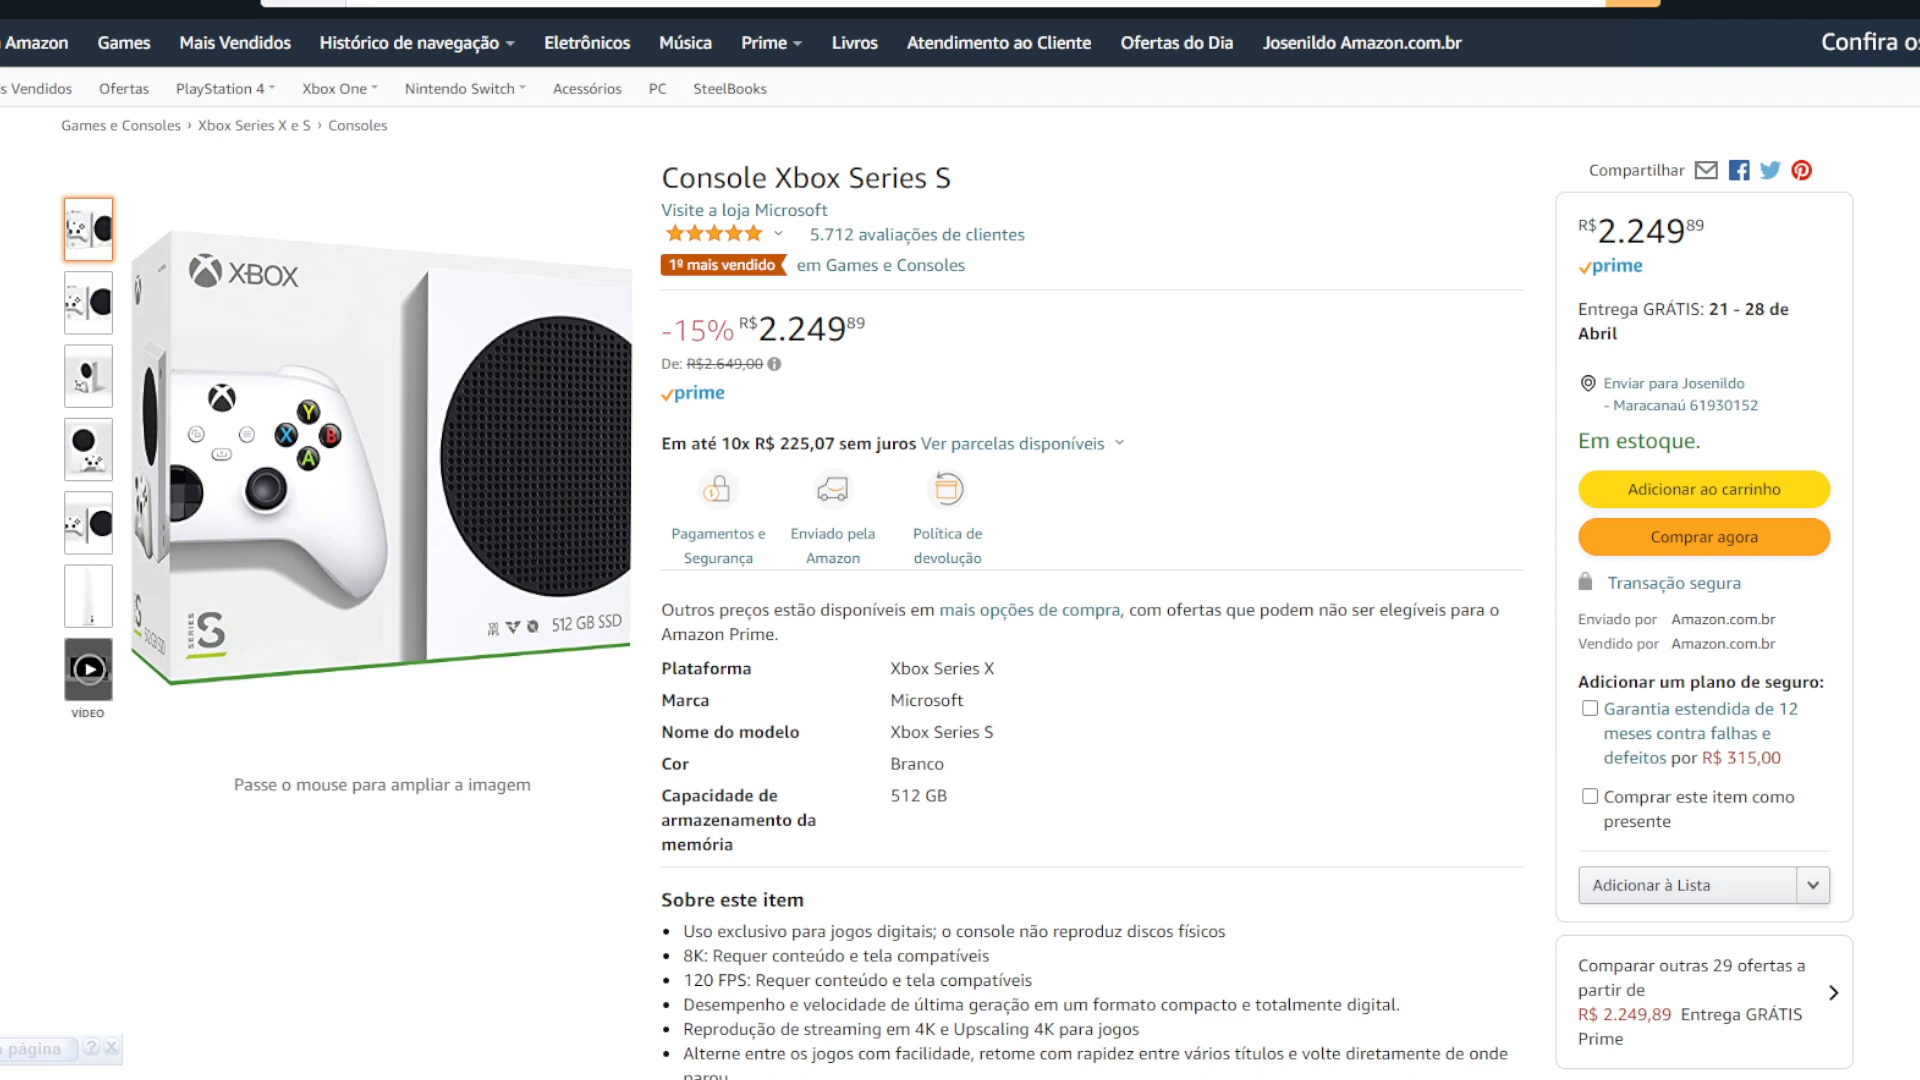 Amazon Games Mais Vendidos Histórico de navegação Eletrônicos Música Prime Livros Atendimento ao Cliente Ofertas do Dia Josenildo Amazon.com.br Confira
Vendidos Ofertas PlayStation 4 Xbox One Nintendo Switch Acessórios PC SteelBooks
Games e Consoles › Xbox Series X e S › Consoles
Console Xbox Series S
Visite a loja Microsoft
5.712 avaliações de clientes
1º mais vendido em Games e Consoles
-15% R$2.24989
De: R$2.649,00
prime
Em até 10x R$ 225,07 sem juros Ver parcelas disponíveis
Pagamentos e Segurança
Enviado pela Amazon
Política de devolução
Outros preços estão disponíveis em mais opções de compra, com ofertas que podem não ser elegíveis para o
Amazon Prime.
Plataforma Xbox Series X
Marca Microsoft
Nome do modelo Xbox Series S
Cor Branco
Capacidade de armazenamento da memória 512 GB
Sobre este item
• Uso exclusivo para jogos digitais; o console não reproduz discos físicos
• 8K: Requer conteúdo e tela compatíveis
• 120 FPS: Requer conteúdo e tela compatíveis
• Desempenho e velocidade de última geração em um formato compacto e totalmente digital.
• Reprodução de streaming em 4K e Upscaling 4K para jogos
• Alterne entre os jogos com facilidade, retome com rapidez entre vários títulos e volte diretamente de onde
parou
XBOX
Y
X
B
A
SERIES
S
120 FPS
512 GB SSD
VÍDEO
Passe o mouse para ampliar a imagem
página ? X
Compartilhar
R$2.24989
prime
Entrega GRÁTIS: 21 - 28 de
Abril
Enviar para Josenildo
- Maracanaú 61930152
Em estoque.
Adicionar ao carrinho
Comprar agora
Transação segura
Enviado por Amazon.com.br
Vendido por Amazon.com.br
Adicionar um plano de seguro:
Garantia estendida de 12
meses contra falhas e
defeitos por R$ 315,00
Comprar este item como
presente
Adicionar à Lista
Comparar outras 29 ofertas a
partir de
R$ 2.249,89 Entrega GRÁTIS
Prime